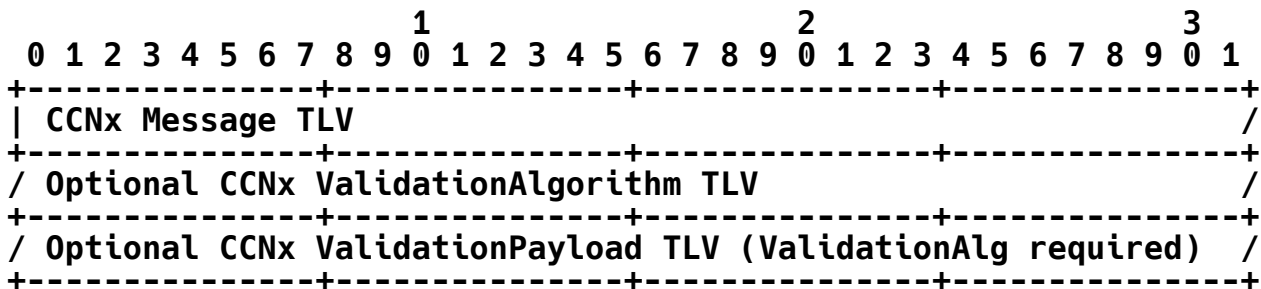 1                   2                   3
 0 1 2 3 4 5 6 7 8 9 0 1 2 3 4 5 6 7 8 9 0 1 2 3 4 5 6 7 8 9 0 1
+---------------+---------------+---------------+---------------+
| CCNx Message TLV                                              /
+---------------+---------------+---------------+---------------+
/ Optional CCNx ValidationAlgorithm TLV                         /
+---------------+---------------+---------------+---------------+
/ Optional CCNx ValidationPayload TLV (ValidationAlg required)  /
+---------------+---------------+---------------+---------------+